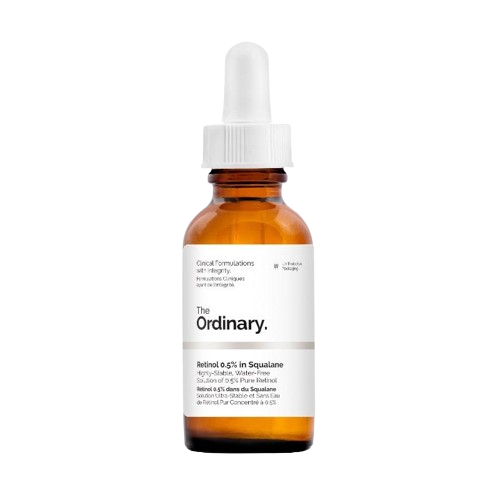 Clinical Formulations
with Integrity.
Formulations Cliniques
ayant de l'Intégrité.
Packaging
The
Ordinary.
Retinol 0.5% in Squalane
Highly-Stable, Water-Free
Solution of 0.5% Pure Retinol
Retinol 0.5% dans du Squalane
Solution Ultra-Stable et Sans Eau
de Retinol Pur Concentré à 0.5%